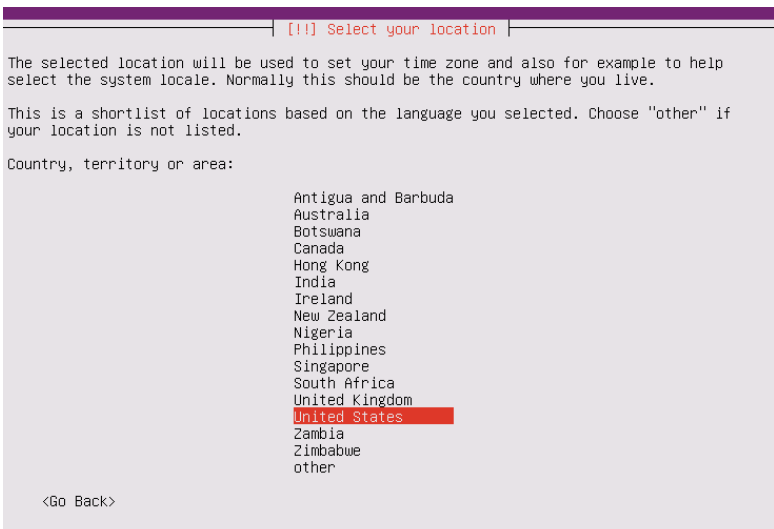 [!!] Select your location
The selected location will be used to set your time zone and also for example to help
select the system locale. Normally this should be the country where you live.
This is a shortlist of locations based on the language you selected. Choose "other" if
your location is not listed.
Country, territory or area:
Antigua and Barbuda
Australia
Botswana
Canada
Hong Kong
India
Ireland
New Zealand
Nigeria
Philippines
Singapore
South Africa
United Kingdom
United States
Zambia
Zimbabwe
other
<Go Back>